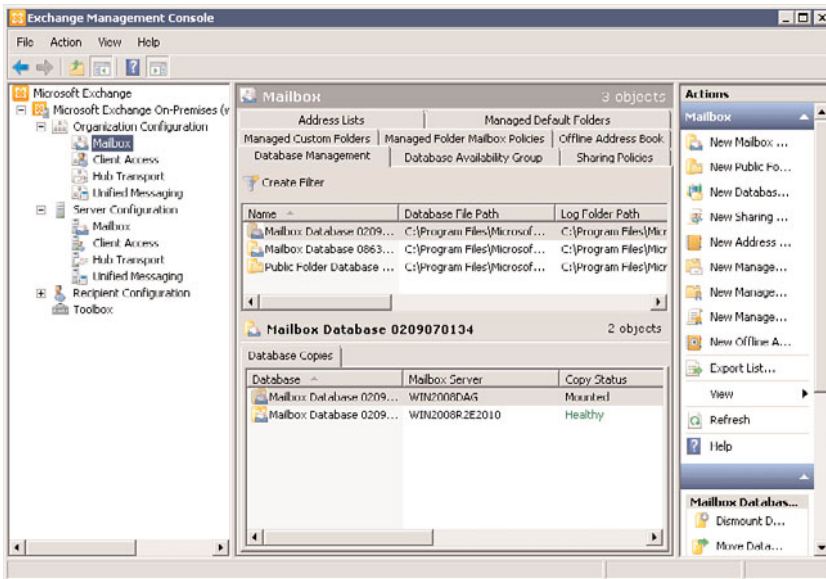 Exchange Management Console
File Action View Help
Microsoft Exchange
Microsoft Exchange On-Premises (v
Organization Configuration
Mailbox
Client Access
Hub Transport
Unified Messaging
Server Configuration
Mailbox
Client Access
Hub Transport
Unified Messaging
Recipient Configuration
Toolbox
Mailbox 3 objects
Address Lists Managed Default Folders
Managed Custom Folders Managed Folder Mailbox Policies Offline Address Book
Database Management Database Availability Group Sharing Policies
Create Filter
Name Database File Path Log Folder Path
Mailbox Database 0209... C:\Program Files\Microsof... C:\Program Files\Micr
Mailbox Database 0863... C:\Program Files\Microsof... C:\Program Files\Micr
Public Folder Database ... C:\Program Files\Microsof... C:\Program Files\Micr
Mailbox Database 0209070134 2 objects
Database Copies
Database Mailbox Server Copy Status
Mailbox Database 0209... WIN2008DAG Mounted
Mailbox Database 0209... WIN2008R2E2010 Healthy
Actions
Mailbox
New Mailbox ...
New Public Fo...
New Databas...
New Sharing ...
New Address ...
New Manage...
New Manage...
New Manage...
New Offline A...
Export List...
View
Refresh
Help
Mailbox Databas...
Dismount D...
Move Data...